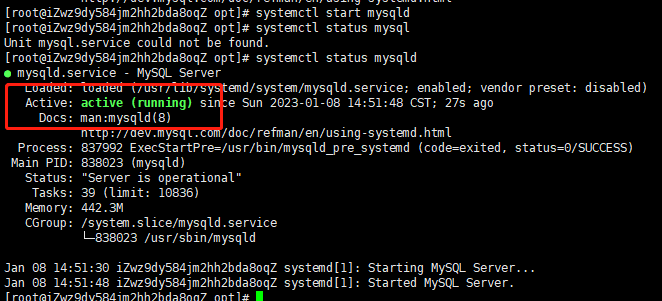 [root@iZwz9dy584jm2hh2bda8oqZ opt]# systemctl start mysqld
[root@iZwz9dy584jm2hh2bda8oqZ opt]# systemctl status mysql
Unit mysql.service could not be found.
[root@iZwz9dy584jm2hh2bda8oqZ opt]# systemctl status mysqld
● mysqld.service - MySQL Server
Loaded: loaded (/usr/lib/systemd/system/mysqld.service; enabled; vendor preset: disabled)
Active: active (running) since Sun 2023-01-08 14:51:48 CST; 27s ago
Docs: man:mysqld(8)
http://dev.mysql.com/doc/refman/en/using-systemd.html
Process: 837992 ExecStartPre=/usr/bin/mysqld_pre_systemd (code=exited, status=0/SUCCESS)
Main PID: 838023 (mysqld)
Status: "Server is operational"
Tasks: 39 (limit: 10836)
Memory: 442.3M
CGroup: /system.slice/mysqld.service
└─838023 /usr/sbin/mysqld
Jan 08 14:51:30 iZwz9dy584jm2hh2bda8oqZ systemd[1]: Starting MySQL Server...
Jan 08 14:51:48 iZwz9dy584jm2hh2bda8oqZ systemd[1]: Started MySQL Server.
[root@iZwz9dy584jm2hh2bda8oqZ opt]#